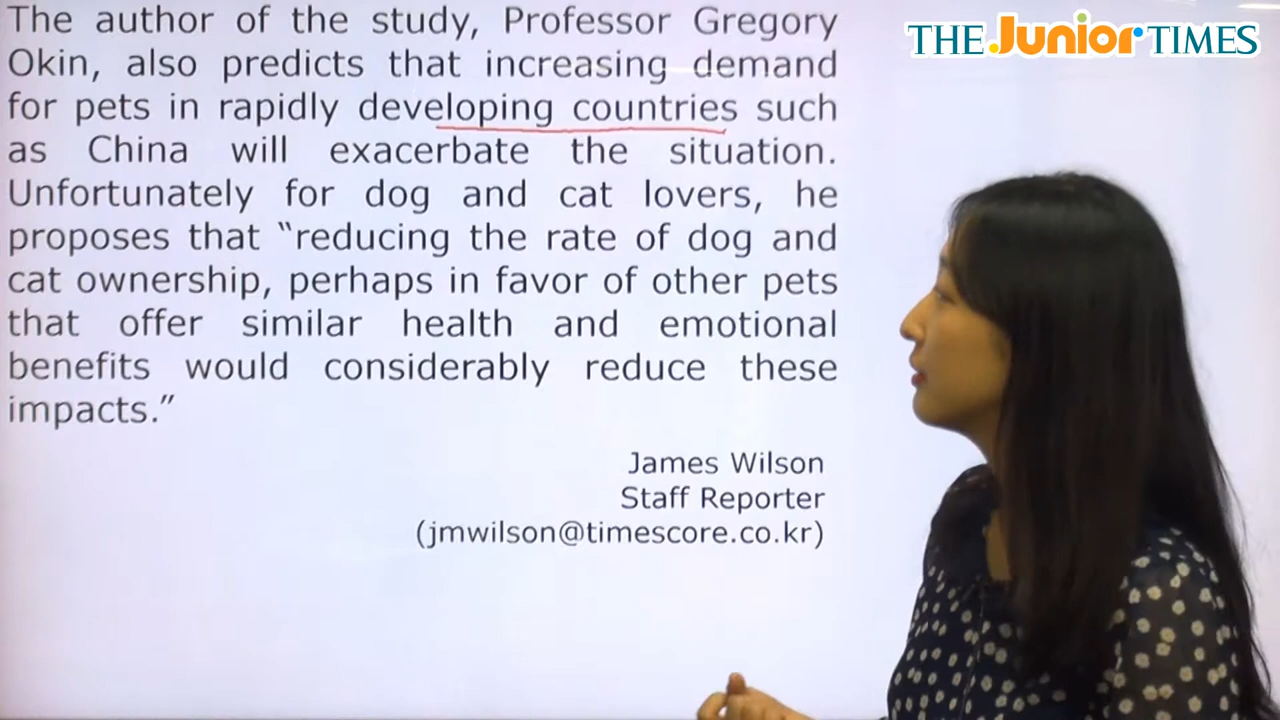 THE Junior TIMES
The author of the study, Professor Gregory
Okin, also predicts that increasing demand
for pets in rapidly developing countries such
as China will exacerbate the situation.
Unfortunately for dog and cat lovers, he
proposes that “reducing the rate of dog and
cat ownership, perhaps in favor of other pets
that offer similar health and emotional
benefits would considerably reduce these
impacts.”
James Wilson
Staff Reporter
(jmwilson@timescore.co.kr)